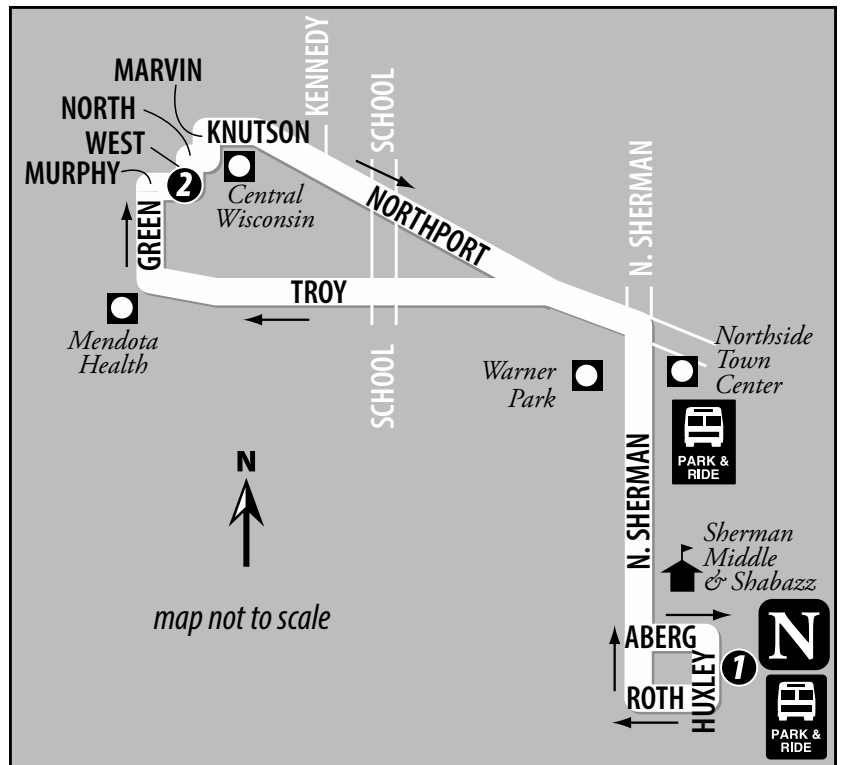 MARVIN
NORTH
WEST
MURPHY
KNUTSON
KENNEDY
SCHOOL
2
Central
Wisconsin
GREEN
NORTHPORT
N. SHERMAN
TROY
Mendota
Health
SCHOOL
Warner
Park
Northside
Town
Center
PARK &
RIDE
N
N. SHERMAN
Sherman
Middle
& Shabazz
map not to scale
ABERG
HUXLEY
ROTH
1
N
PARK &
RIDE